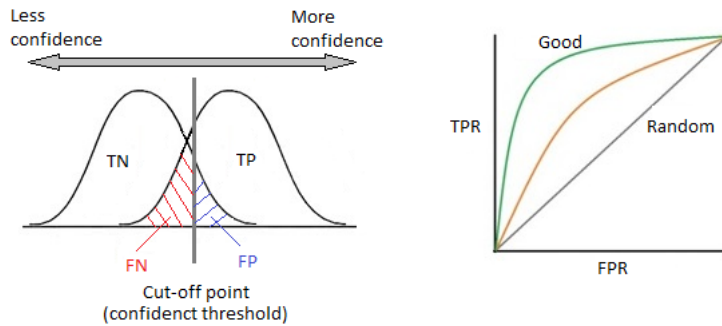 Less
confidence
More
confidence
TN
TP
FN
FP
Cut-off point
(confidenct threshold)
Good
TPR
Random
FPR